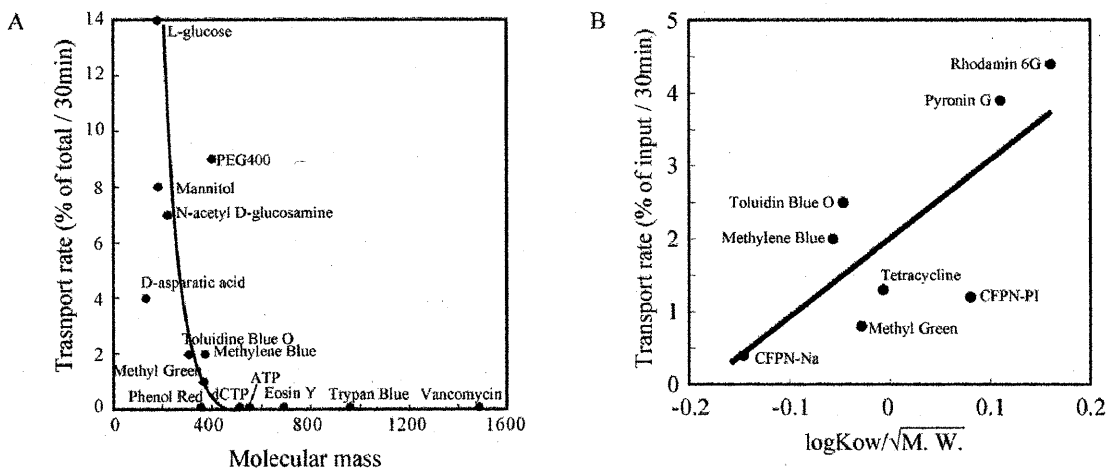 A
Trasnport rate (% of total / 30min)
14
12
10
8
6
4
2
0
L-glucose
PEG400
Mannitol
N-acetyl D-glucosamine
D-asparatic acid
Toluidine Blue O
Methylene Blue
Methyl Green
ATP
Phenol Red
dCTP
Eosin Y
Trypan Blue
Vancomycin
0
400
800
1200
1600
Molecular mass
B
Transport rate (% of input / 30min)
5
4
3
2
1
0
Rhodamin 6G
Pyronin G
Toluidin Blue O
Methylene Blue
Tetracycline
CFPN-PI
Methyl Green
CFPN-Na
-0.2
-0.1
0
0.1
0.2
logKow/√M. W.